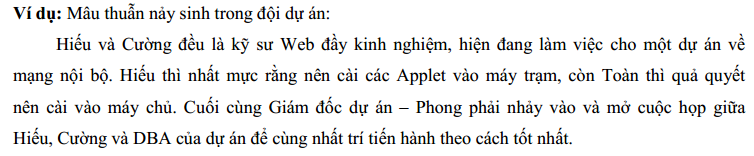 Ví dụ: Mâu thuẫn nảy sinh trong đội dự án:
Hiếu và Cường đều là kỹ sư Web đầy kinh nghiệm, hiện đang làm việc cho một dự án về
mạng nội bộ. Hiếu thì nhất mực rằng nên cài các Applet vào máy trạm, còn Toàn thì quả quyết
nên cài vào máy chủ. Cuối cùng Giám đốc dự án – Phong phải nhảy vào và mở cuộc họp giữa
Hiếu, Cường và DBA của dự án để cùng nhất trí tiến hành theo cách tốt nhất.